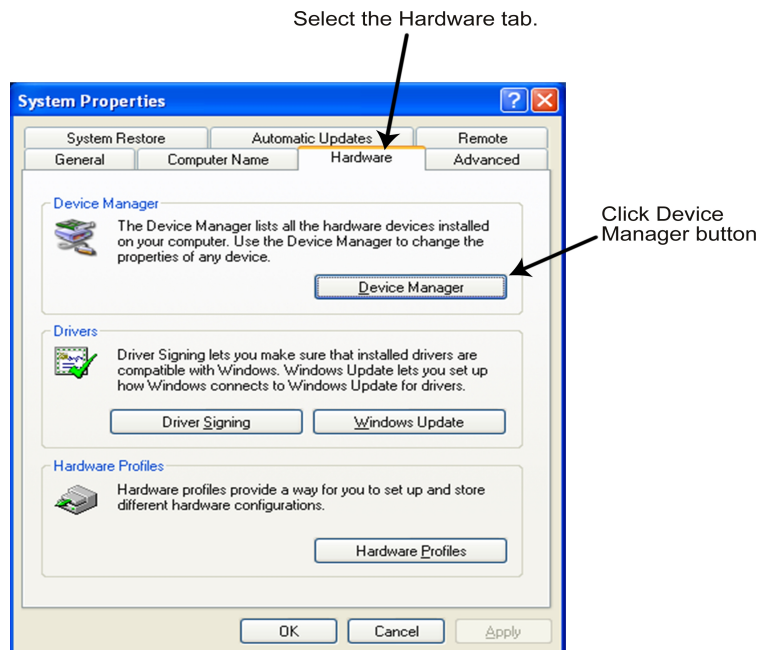 Select the Hardware tab.
System Properties
System Restore
Automatic Updates
Remote
General
Computer Name
Hardware
Advanced
Device Manager
The Device Manager lists all the hardware devices installed
on your computer. Use the Device Manager to change the
properties of any device.
Device Manager
Click Device
Manager button
Drivers
Driver Signing lets you make sure that installed drivers are
compatible with Windows. Windows Update lets you set up
how Windows connects to Windows Update for drivers.
Driver Signing
Windows Update
Hardware Profiles
Hardware profiles provide a way for you to set up and store
different hardware configurations.
Hardware Profiles
OK
Cancel
Apply